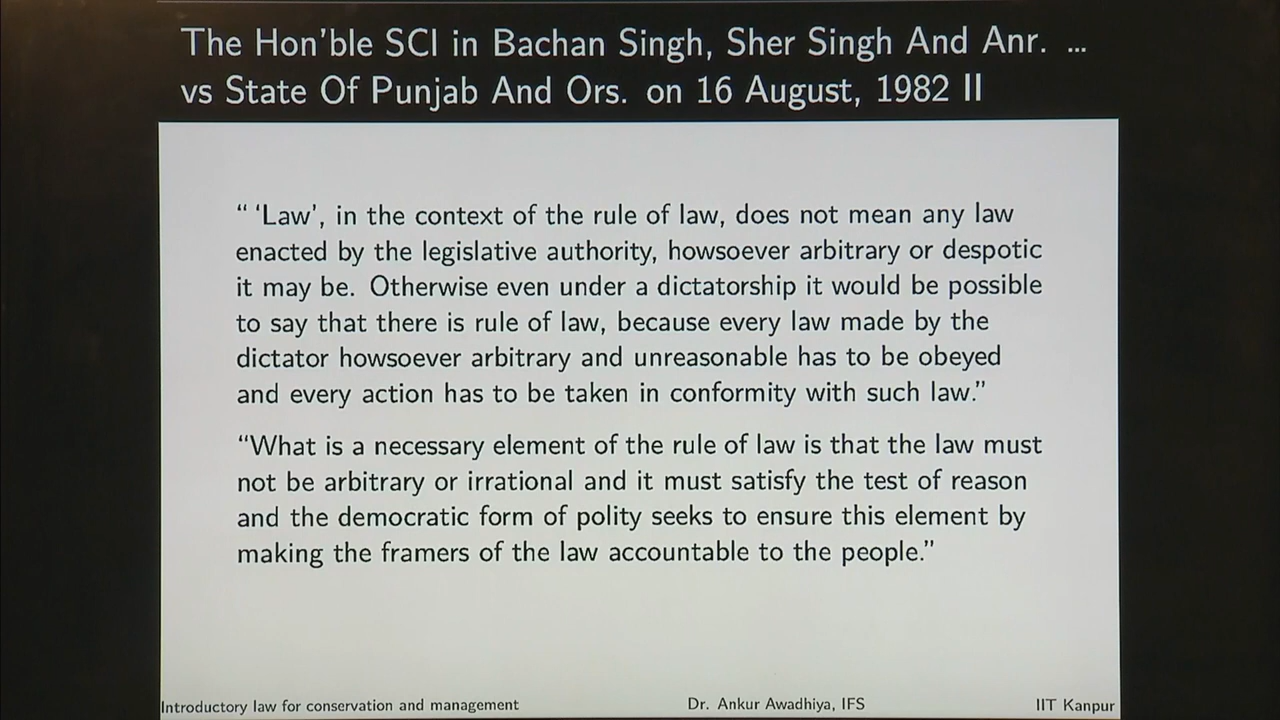 The Hon'ble SCI in Bachan Singh, Sher Singh And Anr. ...
vs State Of Punjab And Ors. on 16 August, 1982 II
“ ‘Law’, in the context of the rule of law, does not mean any law
enacted by the legislative authority, howsoever arbitrary or despotic
it may be. Otherwise even under a dictatorship it would be possible
to say that there is rule of law, because every law made by the
dictator howsoever arbitrary and unreasonable has to be obeyed
and every action has to be taken in conformity with such law.”
“What is a necessary element of the rule of law is that the law must
not be arbitrary or irrational and it must satisfy the test of reason
and the democratic form of polity seeks to ensure this element by
making the framers of the law accountable to the people.”
Introductory law for conservation and management Dr. Ankur Awadhiya, IFS IIT Kanpur